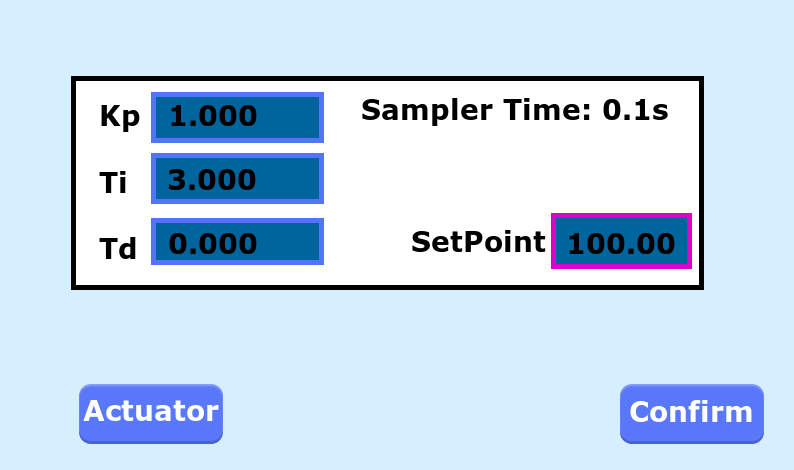 Kp 1.000 Sampler Time: 0.1s
Ti 3.000
Td 0.000 SetPoint 100.00
Actuator Confirm